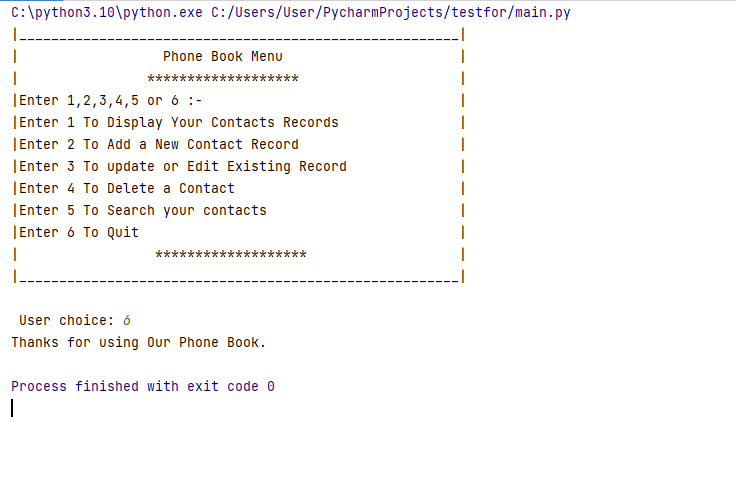 C:\python3.10\python.exe C:/Users/User/PycharmProjects/testfor/main.py
|_______________________________________________________|
|                  Phone Book Menu                      |
|                *******************                    |
|Enter 1,2,3,4,5 or 6 :-                                |
|Enter 1 To Display Your Contacts Records               |
|Enter 2 To Add a New Contact Record                    |
|Enter 3 To update or Edit Existing Record              |
|Enter 4 To Delete a Contact                            |
|Enter 5 To Search your contacts                        |
|Enter 6 To Quit                                        |
|                 *******************                   |
|_______________________________________________________|
 User choice: 6
Thanks for using Our Phone Book.
Process finished with exit code 0